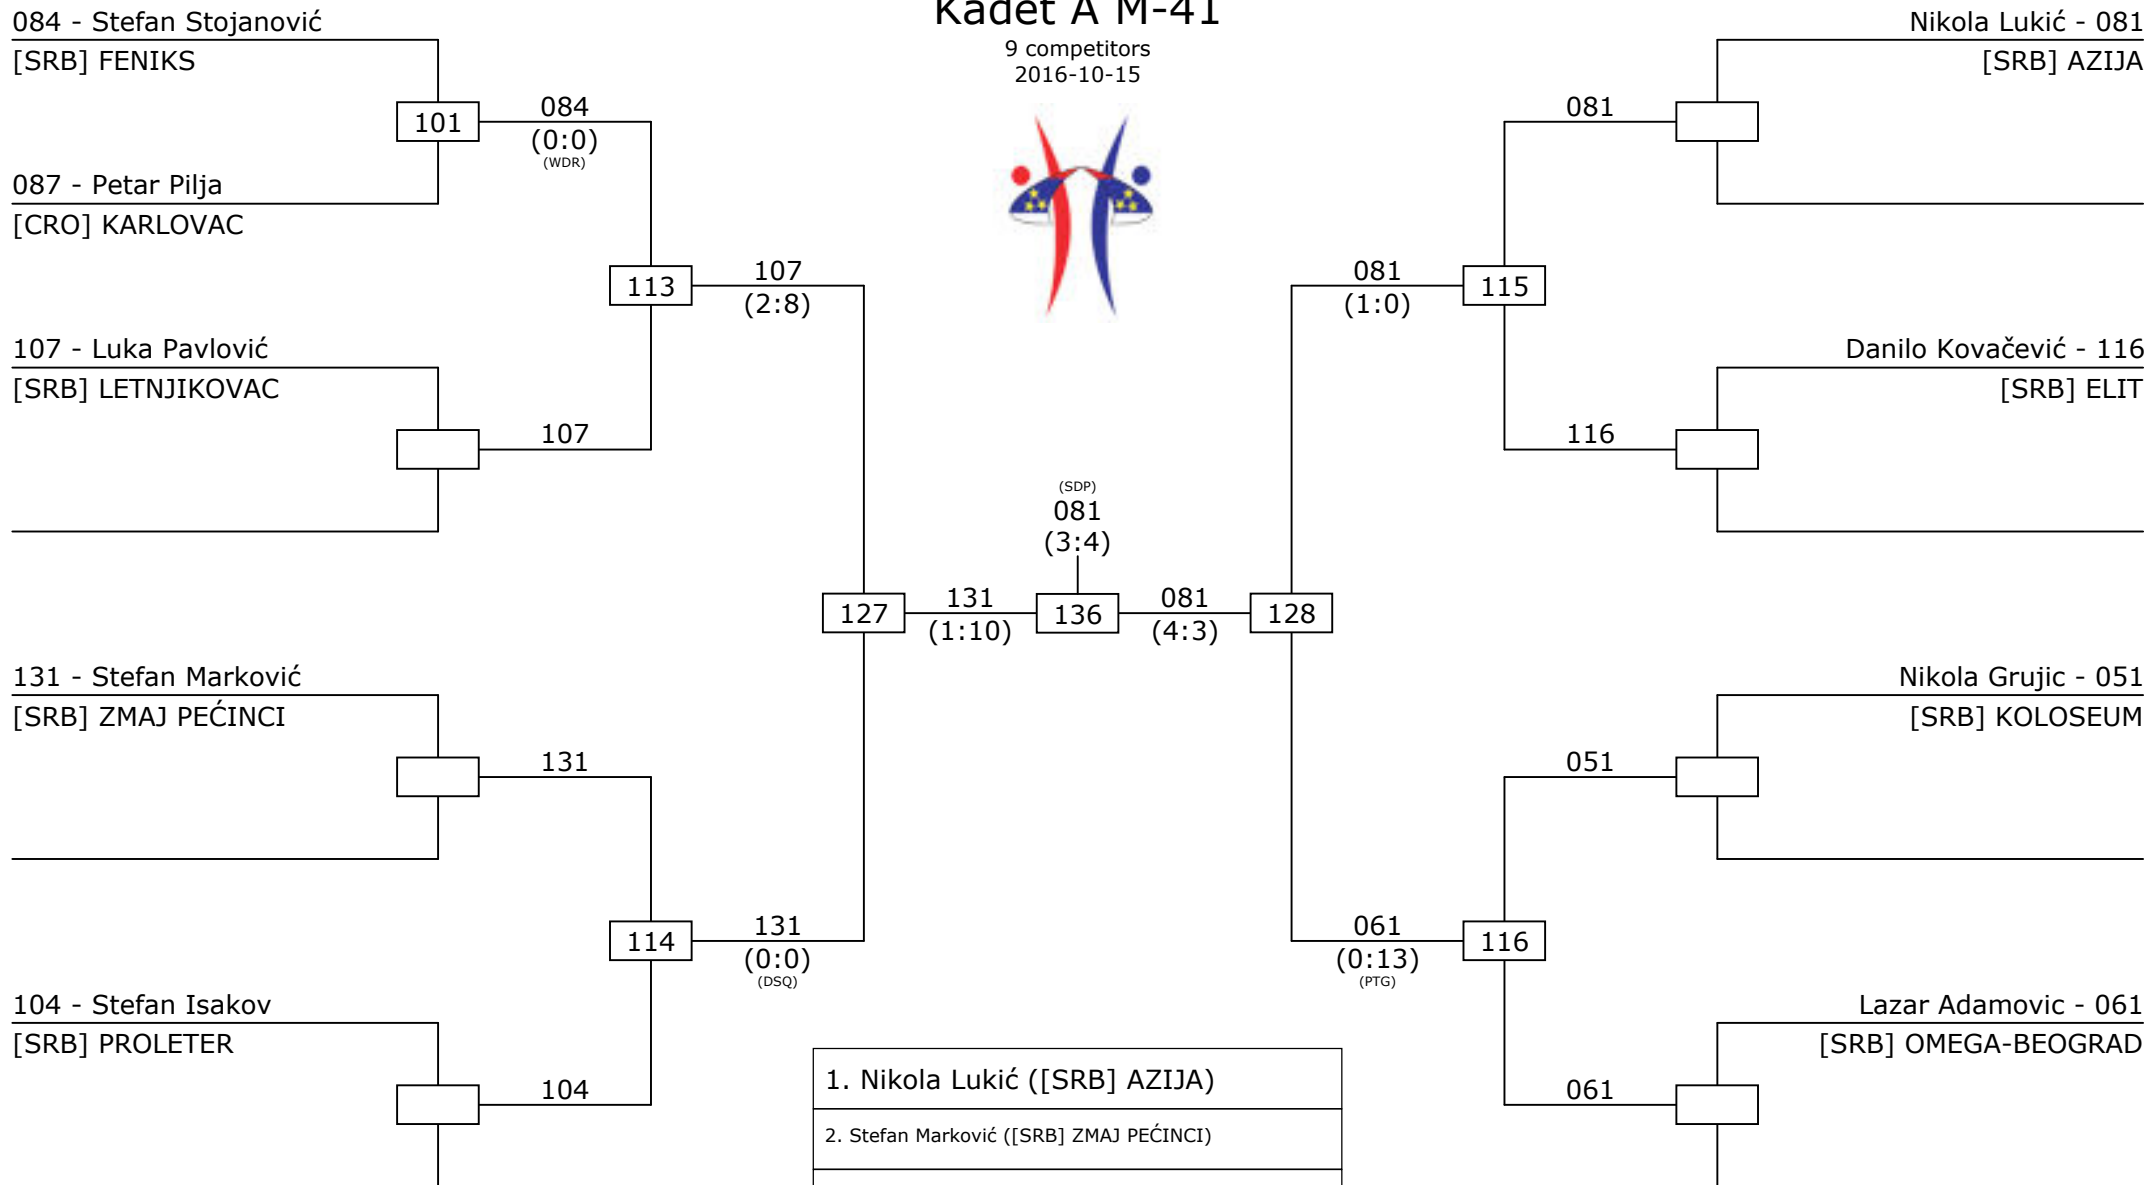 Kadet A M-41
9 competitors
2016-10-15
084 - Stefan Stojanović
[SRB] FENIKS
101
084
(0:0)
(WDR)
087 - Petar Pilja
[CRO] KARLOVAC
113
107
(2:8)
107 - Luka Pavlović
[SRB] LETNJIKOVAC
107
127
131
(1:10)
131 - Stefan Marković
[SRB] ZMAJ PEĆINCI
131
114
131
(0:0)
(DSQ)
104 - Stefan Isakov
[SRB] PROLETER
104
(SDP)
081
(3:4)
136
Nikola Lukić - 081
[SRB] AZIJA
081
081
(1:0)
115
Danilo Kovačević - 116
[SRB] ELIT
116
081
(4:3)
128
Nikola Grujic - 051
[SRB] KOLOSEUM
051
061
(0:13)
(PTG)
116
Lazar Adamovic - 061
[SRB] OMEGA-BEOGRAD
061
1. Nikola Lukić ([SRB] AZIJA)
2. Stefan Marković ([SRB] ZMAJ PEĆINCI)